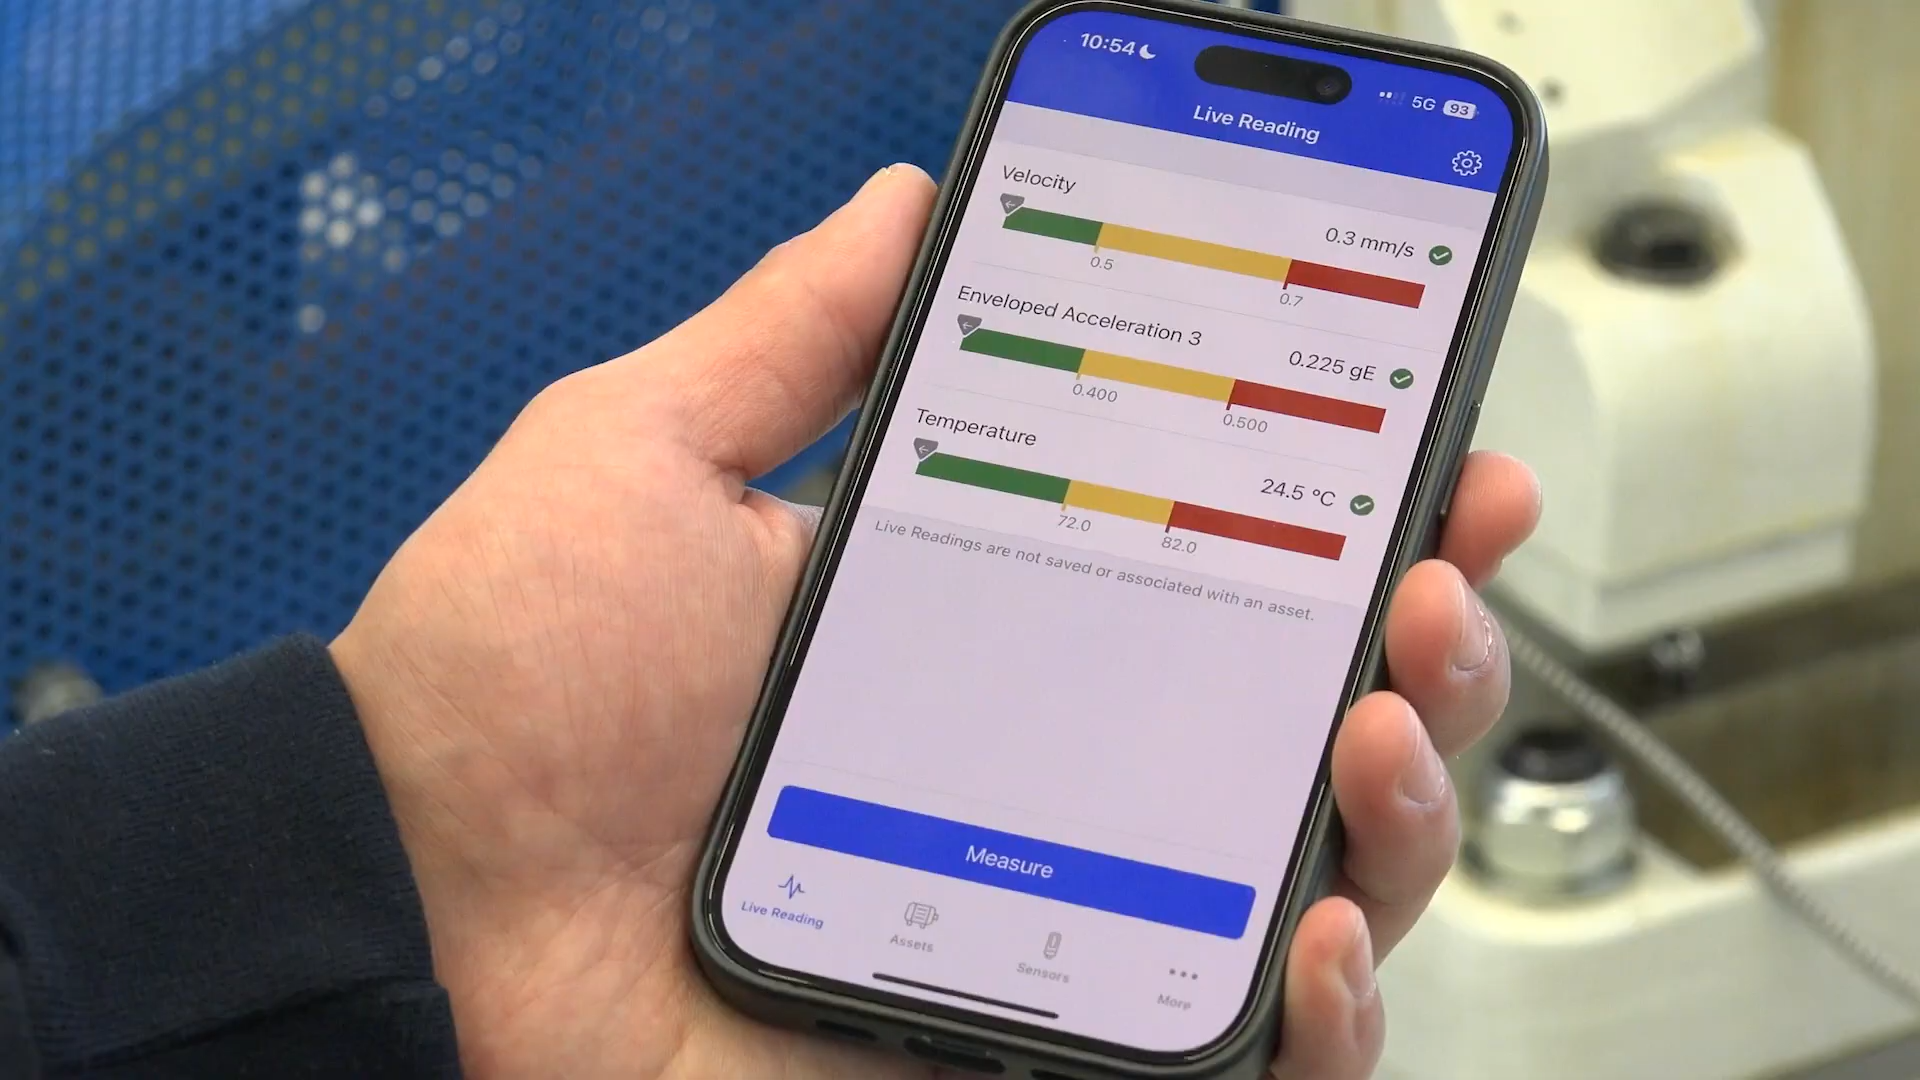 10:54
5G 93
Live Reading
Velocity
0.3 mm/s
0.5
0.7
Enveloped Acceleration 3
0.225 gE
0.400
0.500
Temperature
24.5 °C
72.0
82.0
Live Readings are not saved or associated with an asset.
Measure
Live Reading
Assets
Sensors
More